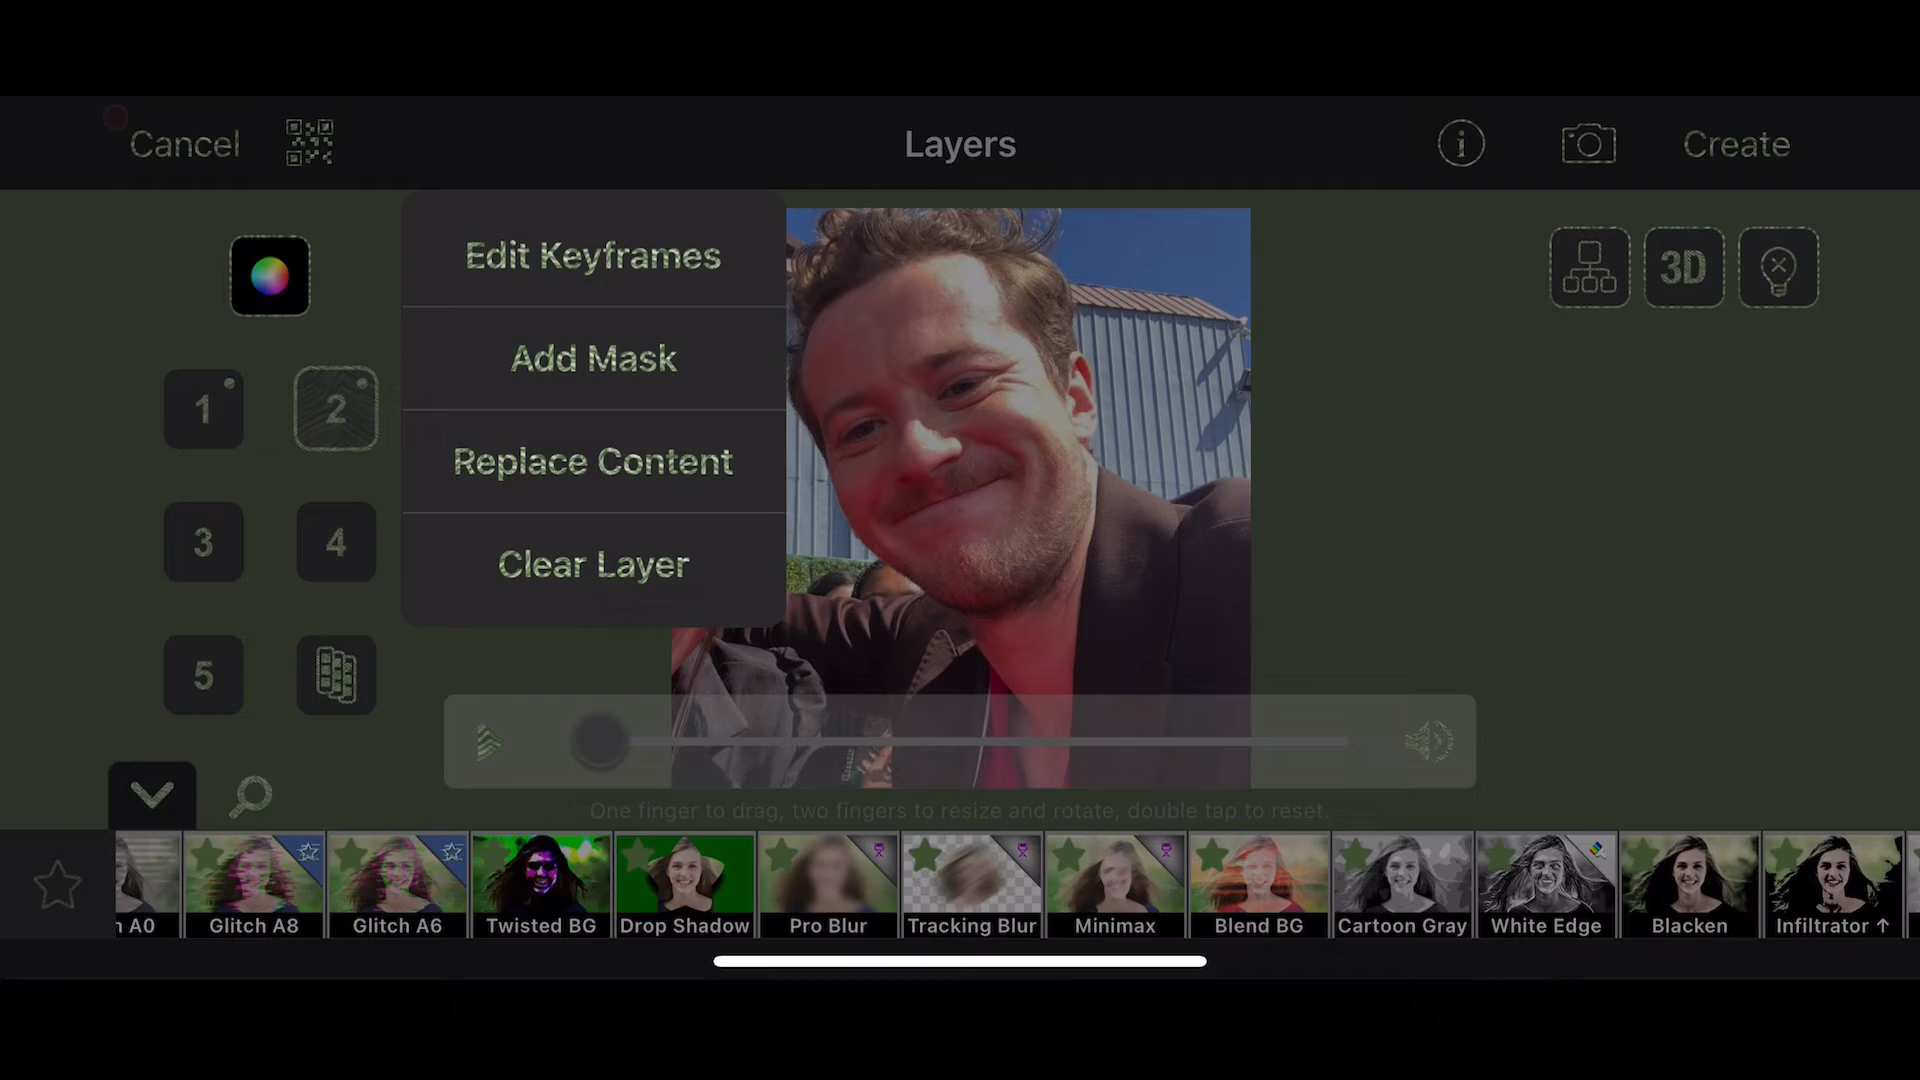 Cancel
Layers
Create
Edit Keyframes
3D
Add Mask
1
2
Replace Content
3
4
Clear Layer
5
One finger to drag, two fingers to resize and rotate, double tap to reset.
n A0
Glitch A8
Glitch A6
Twisted BG
Drop Shadow
Pro Blur
Tracking Blur
Minimax
Blend BG
Cartoon Gray
White Edge
Blacken
Infiltrator ↑